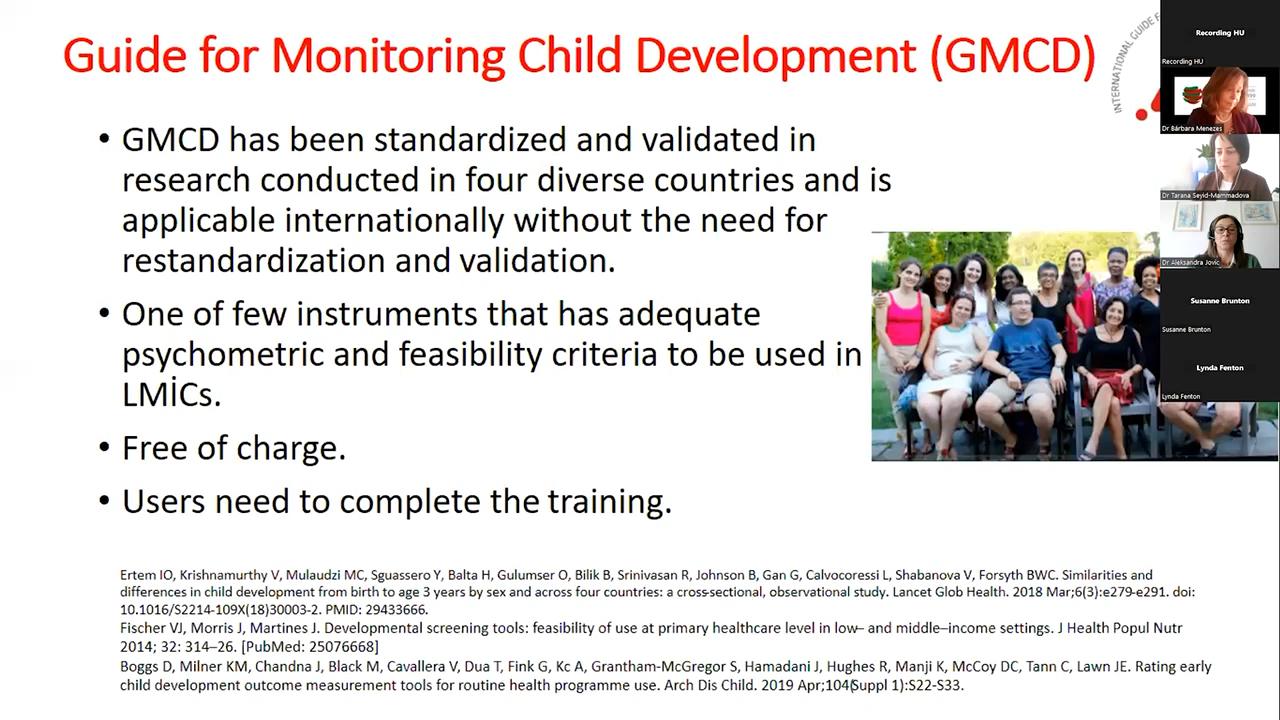 Guide for Monitoring Child Development (GMCD)
• GMCD has been standardized and validated in
research conducted in four diverse countries and is
applicable internationally without the need for
restandardization and validation.
• One of few instruments that has adequate
psychometric and feasibility criteria to be used in
LMİCs.
• Free of charge.
• Users need to complete the training.
Ertem IO, Krishnamurthy V, Mulaudzi MC, Sguassero Y, Balta H, Gulumser O, Bilik B, Srinivasan R, Johnson B, Gan G, Calvocoressi L, Shabanova V, Forsyth BWC. Similarities and
differences in child development from birth to age 3 years by sex and across four countries: a cross-sectional, observational study. Lancet Glob Health. 2018 Mar;6(3):e279-e291. doi:
10.1016/S2214-109X(18)30003-2. PMID: 29433666.
Fischer VJ, Morris J, Martines J. Developmental screening tools: feasibility of use at primary healthcare level in low– and middle–income settings. J Health Popul Nutr
2014; 32: 314–26. [PubMed: 25076668]
Boggs D, Milner KM, Chandna J, Black M, Cavallera V, Dua T, Fink G, Kc A, Grantham-McGregor S, Hamadani J, Hughes R, Manji K, McCoy DC, Tann C, Lawn JE. Rating early
child development outcome measurement tools for routine health programme use. Arch Dis Child. 2019 Apr;104(Suppl 1):S22-S33.
INTERNATIONAL GUIDE
Recording HU
Recording HU
Dr Bárbara Menezes
Dr Tarana Seyid-Mammadova
Dr Aleksandra Jovic
Susanne Brunton
Susanne Brunton
Lynda Fenton
Lynda Fenton